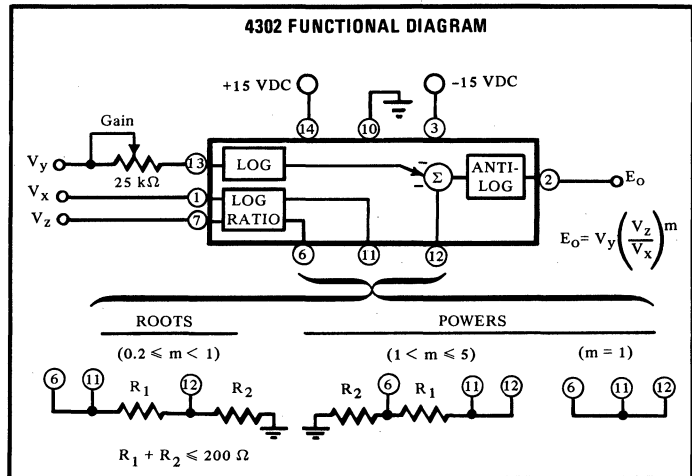 4302 FUNCTIONAL DIAGRAM
+15 VDC
-15 VDC
14
10
3
Gain
25 kΩ
Vy
Vx
Vz
13
1
7
LOG
LOG
RATIO
−
−
Σ
ANTI-
LOG
2
Eo
Eo = Vy (Vz/Vx)^m
6
11
12
ROOTS
POWERS
(0.2 ≤ m < 1)
(1 < m ≤ 5)
(m = 1)
6 11 R1 12 R2
R2 6 R1 11 12
6 11 12
R1 + R2 ≤ 200 Ω